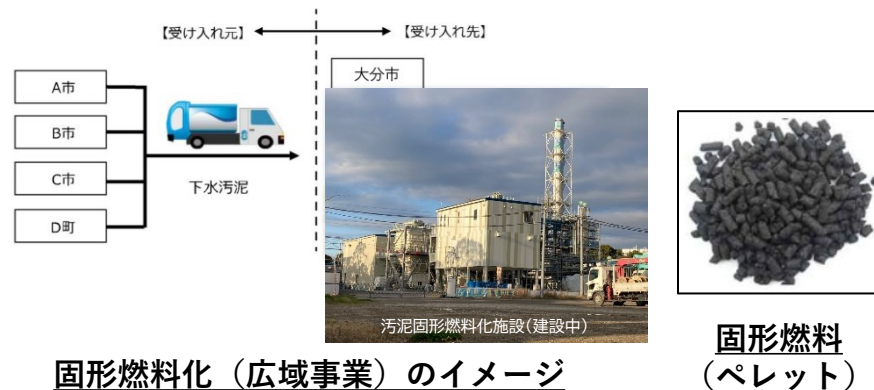 【受け入れ元】
【受け入れ先】
大分市
A市
B市
C市
D町
下水汚泥
汚泥固形燃料化施設(建設中)
固形燃料化（広域事業）のイメージ
固形燃料
（ペレット）